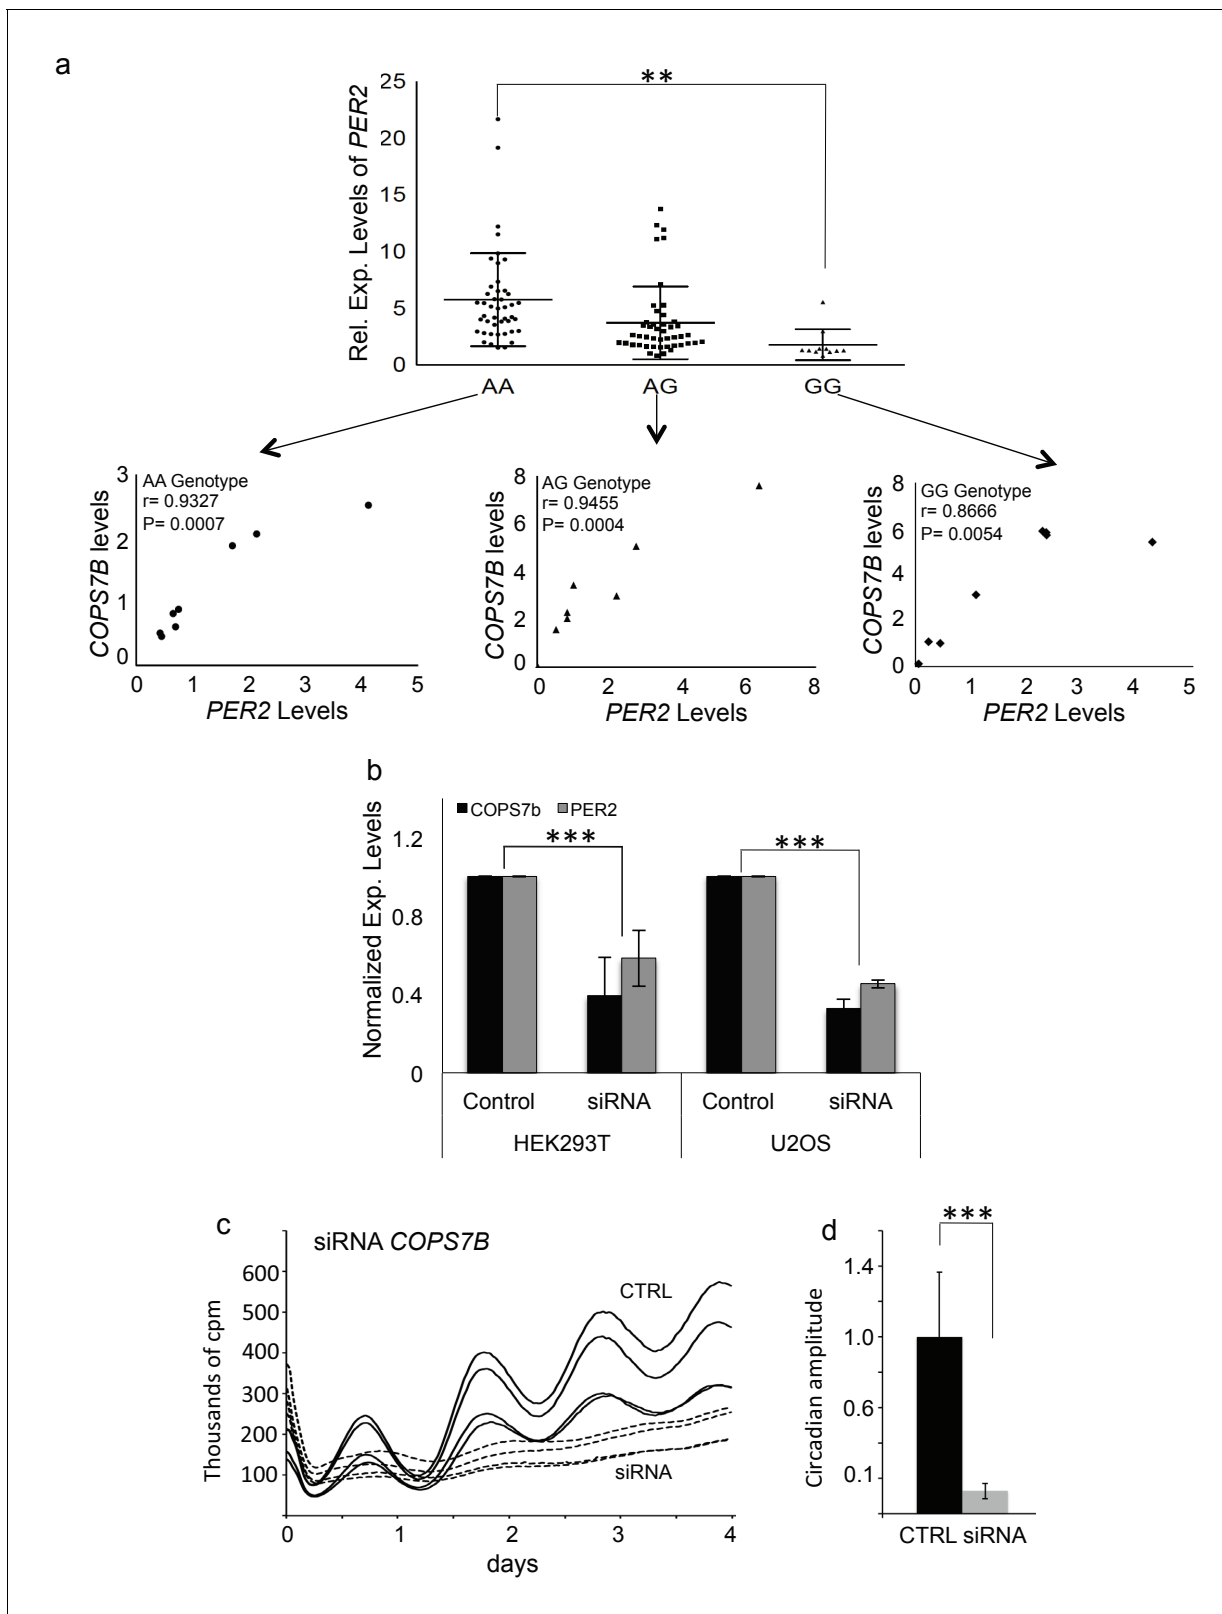 a
**
Rel. Exp. Levels of PER2
25
20
15
10
5
0
AA AG GG
AA Genotype
r= 0.9327
P= 0.0007
COPS7B levels
3
2
1
0
0 1 2 3 4 5
PER2 Levels
AG Genotype
r= 0.9455
P= 0.0004
COPS7B levels
8
6
4
2
0
0 2 4 6 8
PER2 Levels
GG Genotype
r= 0.8666
P= 0.0054
COPS7B levels
8
6
4
2
0
0 1 2 3 4 5
PER2 Levels
b
COPS7b PER2
*** ***
Normalized Exp. Levels
1.2
0.8
0.4
0
Control siRNA Control siRNA
HEK293T U2OS
c
siRNA COPS7B
Thousands of cpm
600
500
400
300
200
100
CTRL
siRNA
0 1 2 3 4
days
d
***
Circadian amplitude
1.4
1.0
0.6
0.1
CTRL siRNA